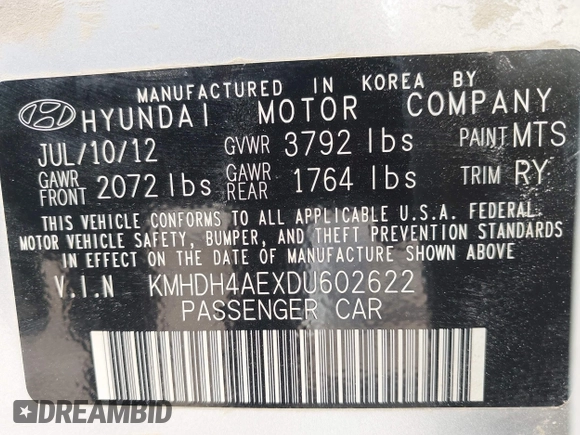 MANUFACTURED IN KOREA BY
HYUNDAI MOTOR COMPANY
JUL/10/12 GVWR 3792 lbs PAINT MTS
GAWR FRONT 2072 lbs GAWR REAR 1764 lbs TRIM RY
THIS VEHICLE CONFORMS TO ALL APPLICABLE U.S.A. FEDERAL
MOTOR VEHICLE SAFETY, BUMPER, AND THEFT PREVENTION STANDARDS
IN EFFECT ON THE DATE OF MANUFACTURE SHOWN ABOVE
V.I.N KMHDH4AEXDU602622
PASSENGER CAR
DREAMBID